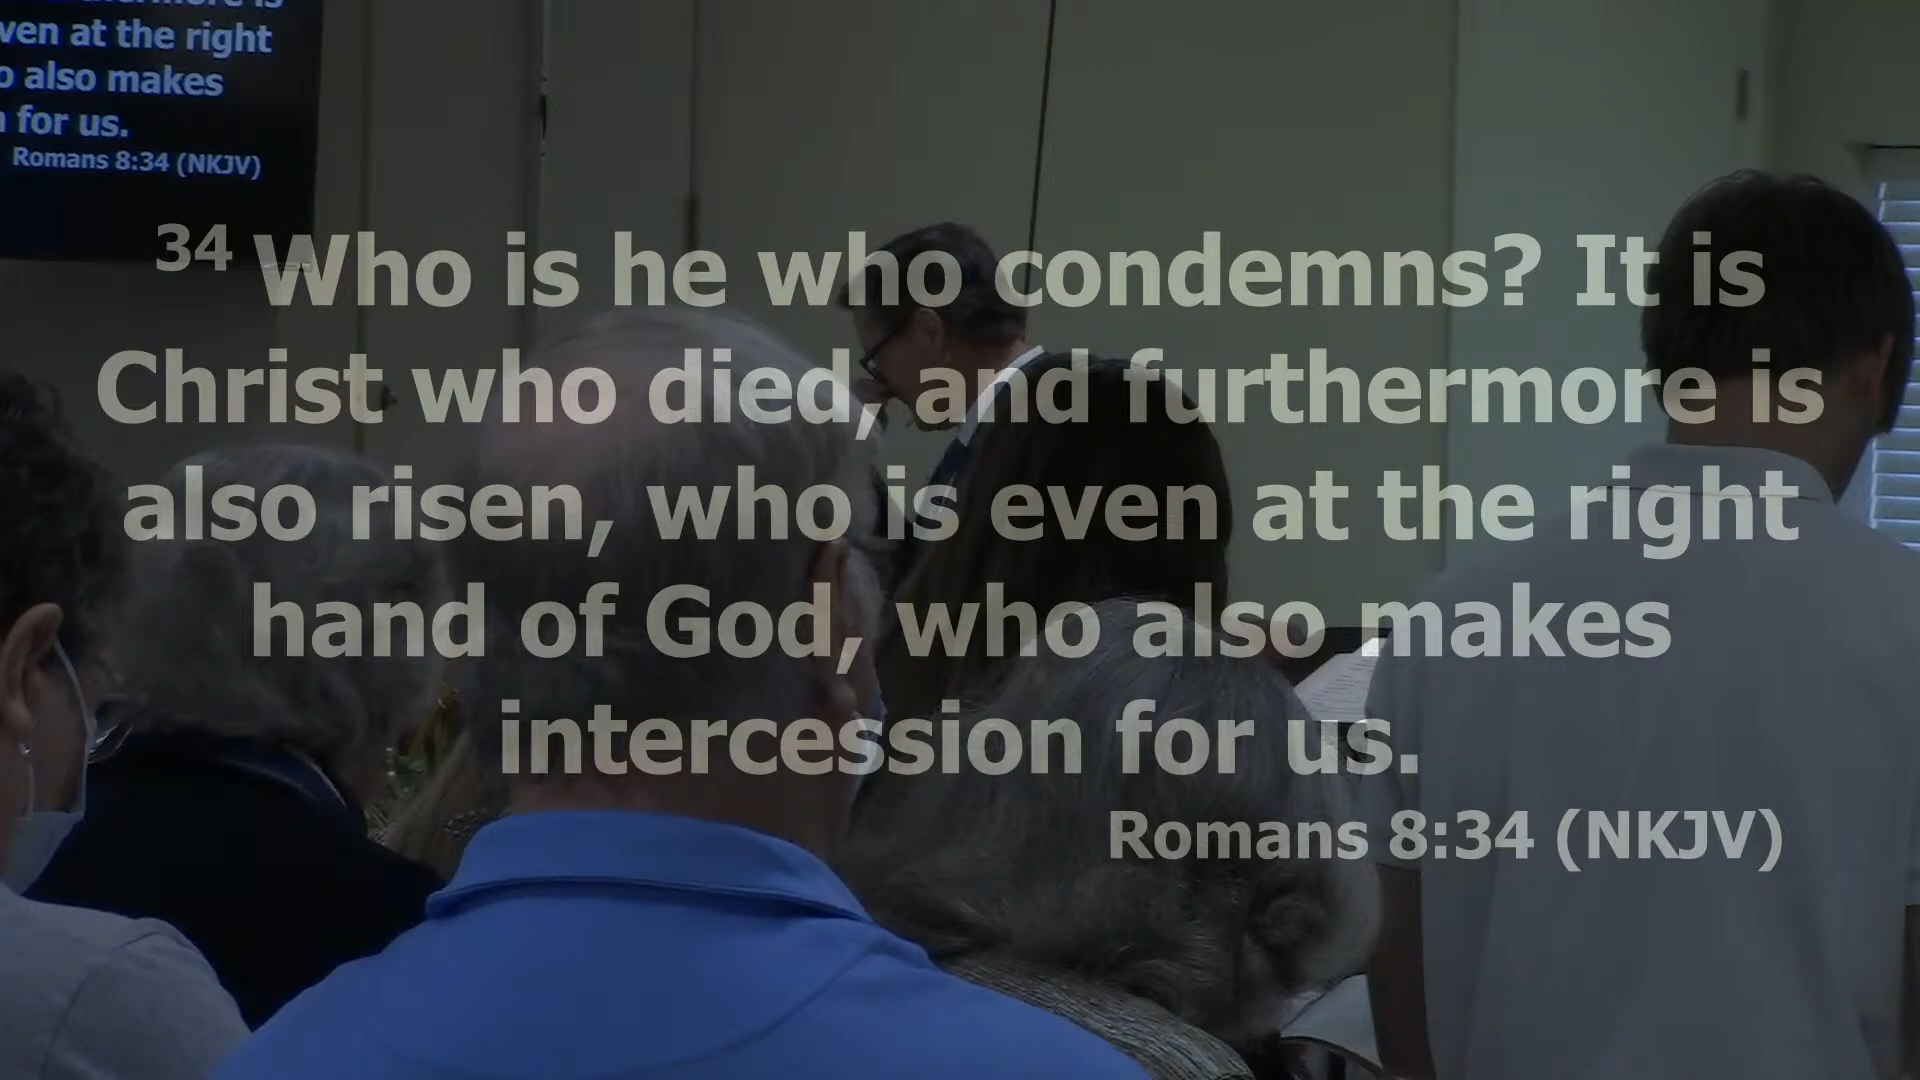 ven at the right
o also makes
for us.
Romans 8:34 (NKJV)
34 Who is he who condemns? It is
Christ who died, and furthermore is
also risen, who is even at the right
hand of God, who also makes
intercession for us.
Romans 8:34 (NKJV)